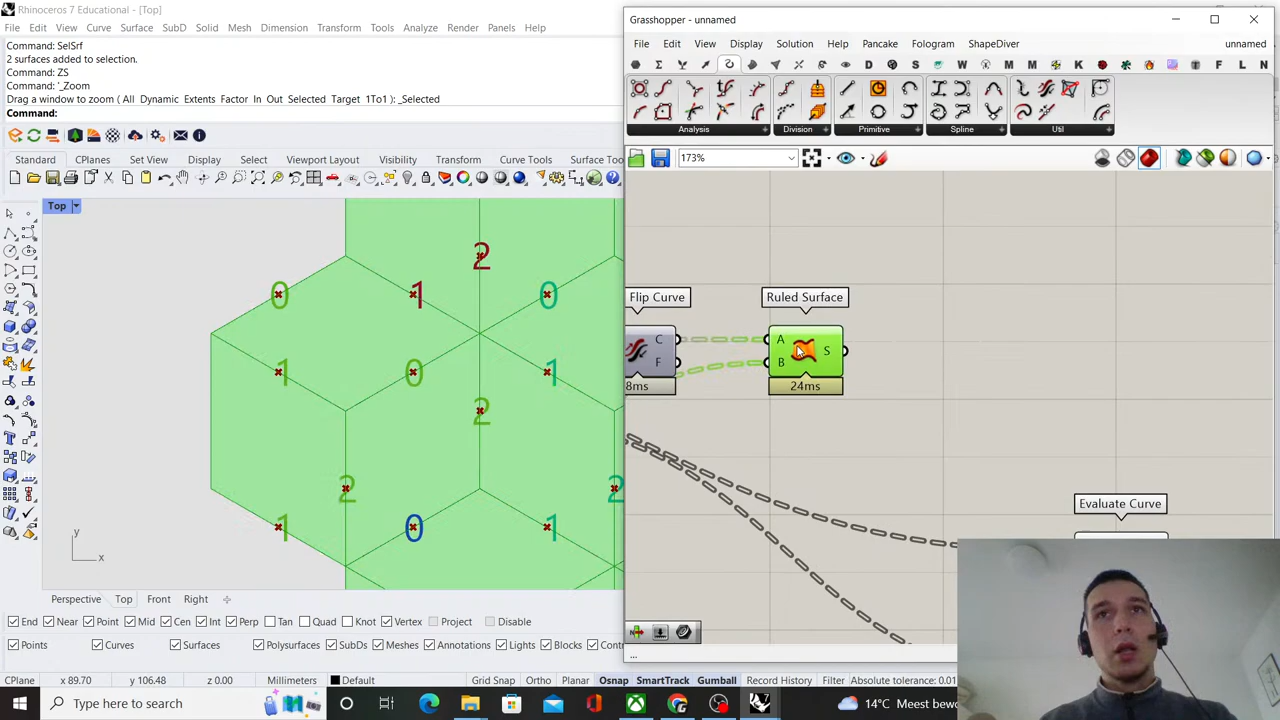 Rhinoceros 7 Educational - [Top]
File Edit View Curve Surface SubD Solid Mesh Dimension Transform Tools Analyze Render Panels Help
Command: SelSrf
2 surfaces added to selection.
Command: ZS
Command: '_Zoom
Drag a window to zoom ( All Dynamic Extents Factor In Out Selected Target 1To1 ): _Selected
Command:
Standard CPlanes Set View Display Select Viewport Layout Visibility Transform Curve Tools Surface Too
Top
2
0 1 0
1 0 1
2
2 2
1 0 1
y
x
Perspective Top Front Right
End Near Point Mid Cen Int Perp Tan Quad Knot Vertex Project Disable
Points Curves Surfaces Polysurfaces SubDs Meshes Annotations Lights Blocks Cont
CPlane x 89.70 y 106.48 z 0.00 Millimeters Default Grid Snap Ortho Planar Osnap SmartTrack Gumball Record History Filter Absolute tolerance: 0.01
Grasshopper - unnamed
File Edit View Display Solution Help Pancake Fologram ShapeDiver unnamed
Σ D S W M M K F L N
Analysis Division Primitive Spline Util
173%
Flip Curve Ruled Surface
C A
F B S
8ms 24ms
Evaluate Curve
...
Type here to search
14°C Meest bewo